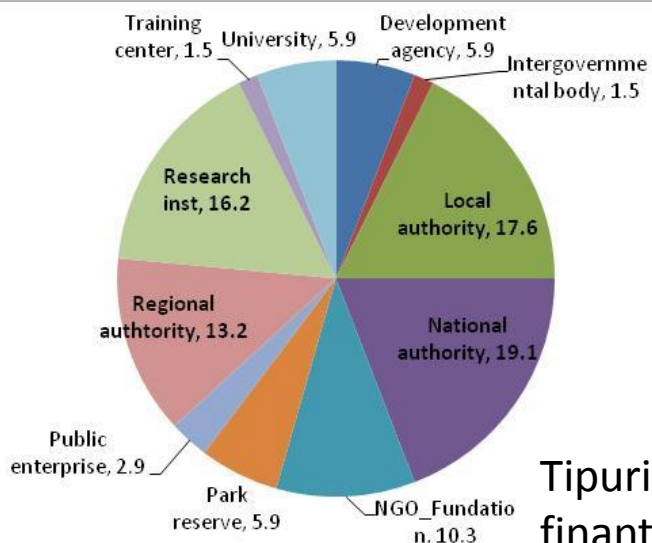 Training
center, 1.5
University, 5.9
Development
agency, 5.9
Intergovernme
ntal body, 1.5
Research
inst, 16.2
Local
authority, 17.6
Regional
authtority, 13.2
National
authority, 19.1
Public
enterprise, 2.9
Park
reserve, 5.9
NGO_Fundatio
n, 10.3
Tipuri
finant